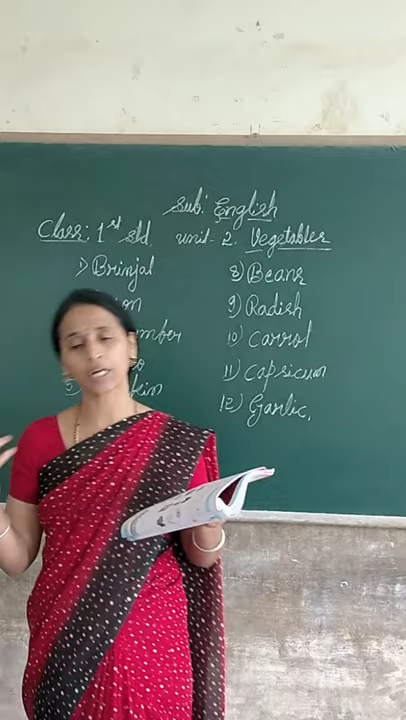 Sub: English
Class: 1st std, unit-2. Vegetables
1) Brinjal
8) Beans
9) Radish
10) Carrot
11) Capsicum
12) Garlic.